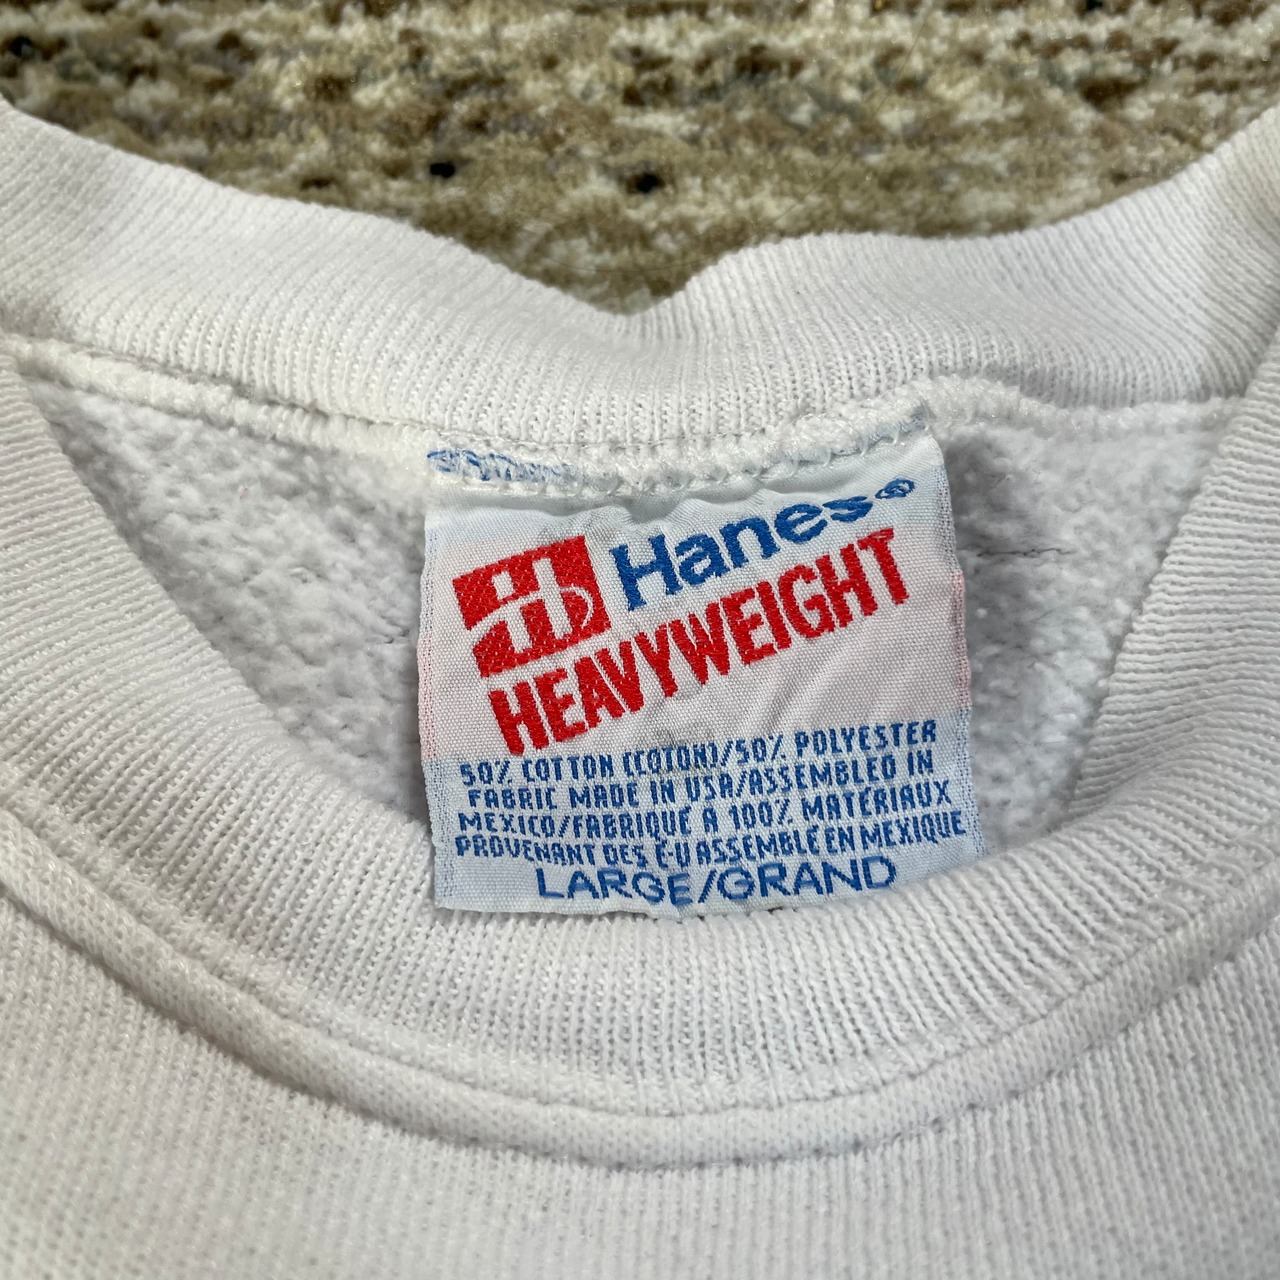 Hanes®
HEAVYWEIGHT
50% COTTON (COTON)/50% POLYESTER
FABRIC MADE IN USA/ASSEMBLED IN
MEXICO/FABRIQUÉ À 100% MATÉRIAUX
PROVENANT DES É-U ASSEMBLÉ EN MEXIQUE
LARGE/GRAND